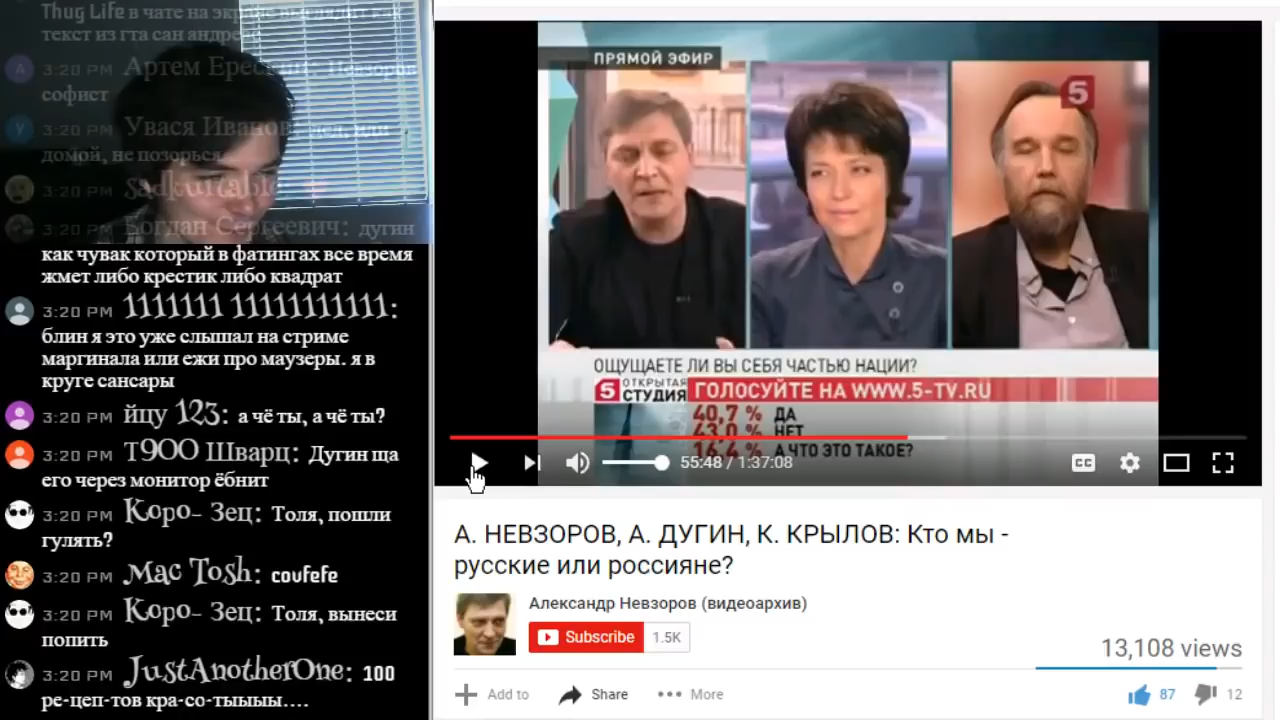 Thug Life в чате на экране выглядит как
текст из гта сан андреас
3:20 PM Артем Ереськин: Невзоров
софист
3:20 PM Увася Иванов: иди
домой, не позорься
3:20 PM
3:20 PM Богдан Сергеевич: дугин
как чувак который в фатингах все время
жмет либо крестик либо квадрат
3:20 PM 1111111 11111111111:
блин я это уже слышал на стриме
маргинала или ежи про маузеры. я в
круге сансары
3:20 PM йцу 123: а чё ты, а чё ты?
3:20 PM Т900 Шварц: Дугин ща
его через монитор ёбнит
3:20 PM Коро- Зец: Толя, пошли
гулять?
3:20 PM Mac Tosh: covfefe
3:20 PM Коро- Зец: Толя, вынеси
попить
3:20 PM JustAnotherOne: 100
ре-цеп-тов кра-со-тыыыы....
ПРЯМОЙ ЭФИР
5
ОЩУЩАЕТЕ ЛИ ВЫ СЕБЯ ЧАСТЬЮ НАЦИИ?
5 ОТКРЫТАЯ СТУДИЯ ГОЛОСУЙТЕ НА WWW.5-TV.RU
40,7 % ДА
43,0 % НЕТ
16,4 % А ЧТО ЭТО ТАКОЕ?
55:48 / 1:37:08
CC
А. НЕВЗОРОВ, А. ДУГИН, К. КРЫЛОВ: Кто мы -
русские или россияне?
Александр Невзоров (видеоархив)
Subscribe 1.5K
13,108 views
Add to Share More 87 12